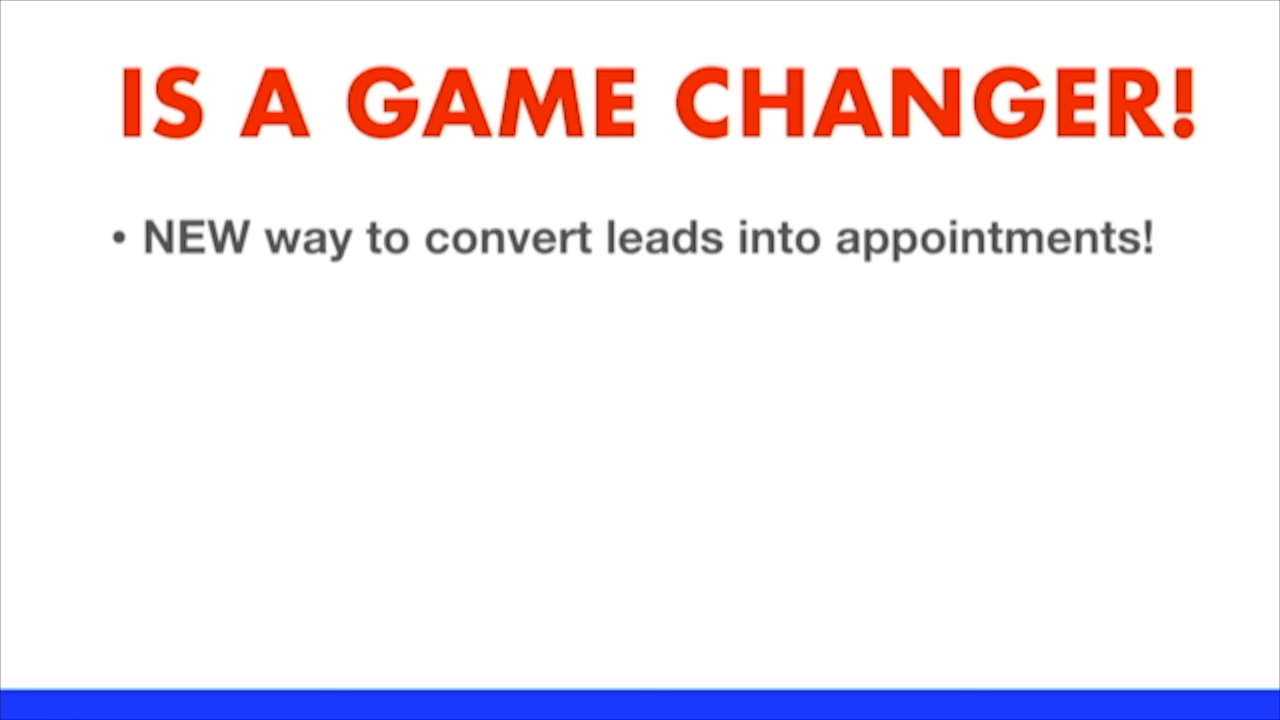 IS A GAME CHANGER!
• NEW way to convert leads into appointments!